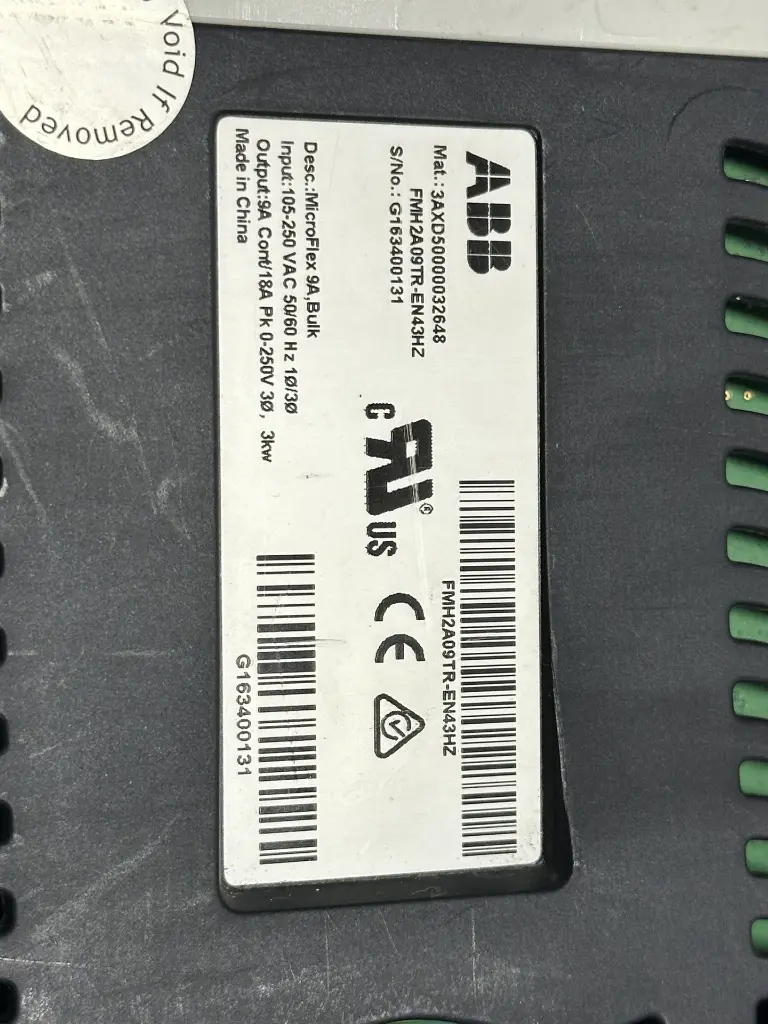 Void If Removed
ABB
Mat.: 3AXD50000032648
FMH2A09TR-EN43HZ
S/No.: G163400131
FMH2A09TR-EN43HZ
C UL US CE
Desc.:MicroFlex 9A,Bulk
Input:105-250 VAC 50/60 Hz 1Ø/3Ø
Output:9A Cont/18A Pk 0-250V 3Ø, 3kw
Made in China
G163400131